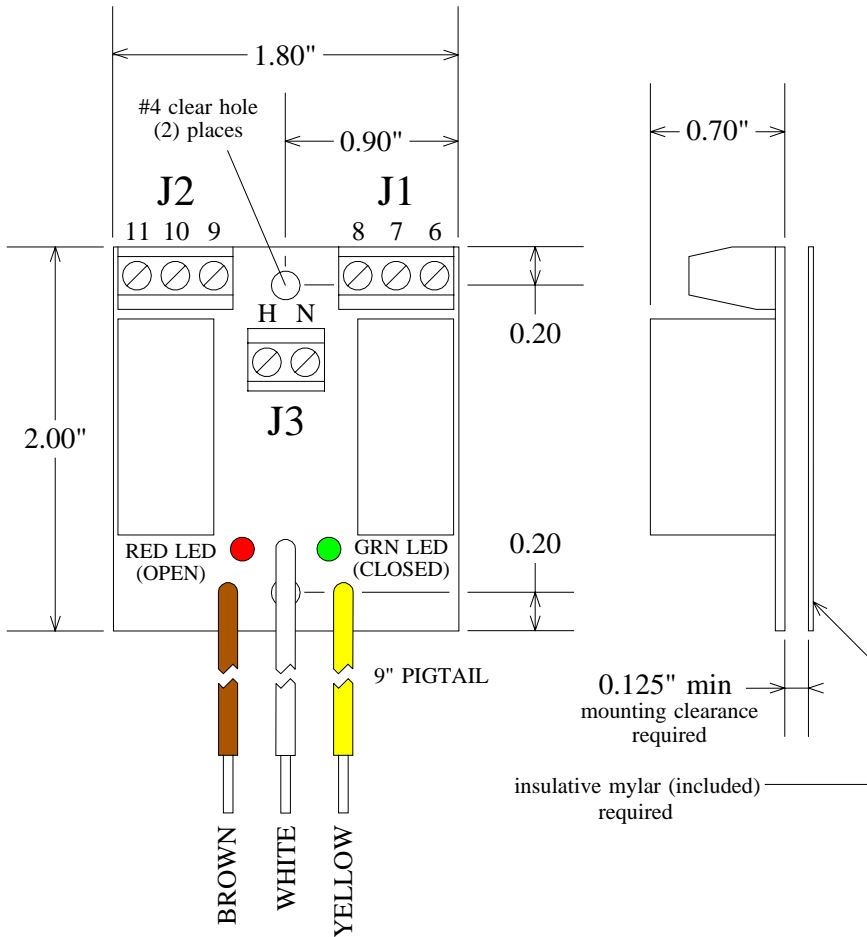 1.80"
#4 clear hole
(2) places
0.90"
0.70"
J2
J1
11 10 9
8 7 6
H N
0.20
J3
2.00"
RED LED
(OPEN)
GRN LED
(CLOSED)
0.20
9" PIGTAIL
0.125" min
mounting clearance
required
insulative mylar (included)
required
BROWN
WHITE
YELLOW